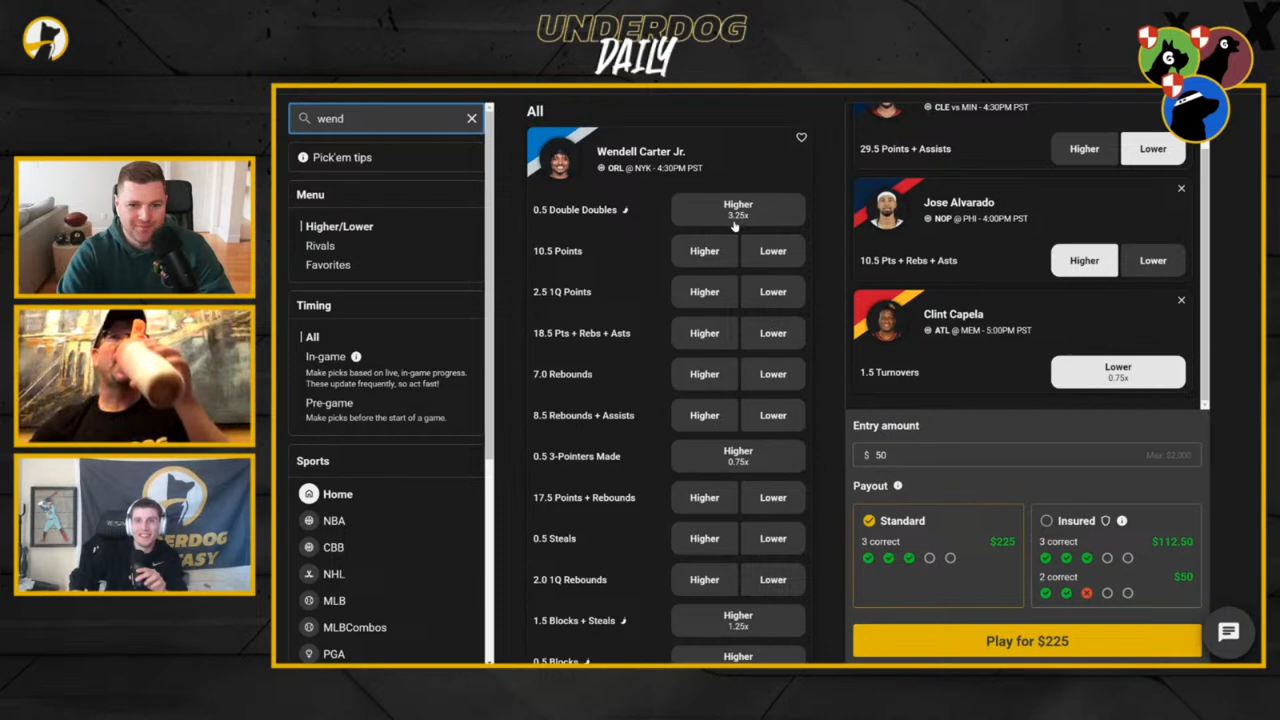 UNDERDOG
DAILY
G
G
wend
Pick'em tips
Menu
Higher/Lower
Rivals
Favorites
Timing
All
In-game
Make picks based on live, in-game progress.
These update frequently, so act fast!
Pre-game
Make picks before the start of a game.
Sports
Home
NBA
CBB
NHL
MLB
MLBCombos
PGA
All
Wendell Carter Jr.
ORL @ NYK - 4:30PM PST
0.5 Double Doubles
Higher
3.25x
10.5 Points
Higher
Lower
2.5 1Q Points
Higher
Lower
18.5 Pts + Rebs + Asts
Higher
Lower
7.0 Rebounds
Higher
Lower
8.5 Rebounds + Assists
Higher
Lower
0.5 3-Pointers Made
Higher
0.75x
17.5 Points + Rebounds
Higher
Lower
0.5 Steals
Higher
Lower
2.0 1Q Rebounds
Higher
Lower
1.5 Blocks + Steals
Higher
1.25x
0.5 Blocks
Higher
CLE vs MIN - 4:30PM PST
29.5 Points + Assists
Higher
Lower
Jose Alvarado
NOP @ PHI - 4:00PM PST
10.5 Pts + Rebs + Asts
Higher
Lower
Clint Capela
ATL @ MEM - 5:00PM PST
1.5 Turnovers
Lower
0.75x
Entry amount
$ 50
Max: $2,000
Payout
Standard
3 correct
$225
Insured
3 correct
$112.50
2 correct
$50
Play for $225